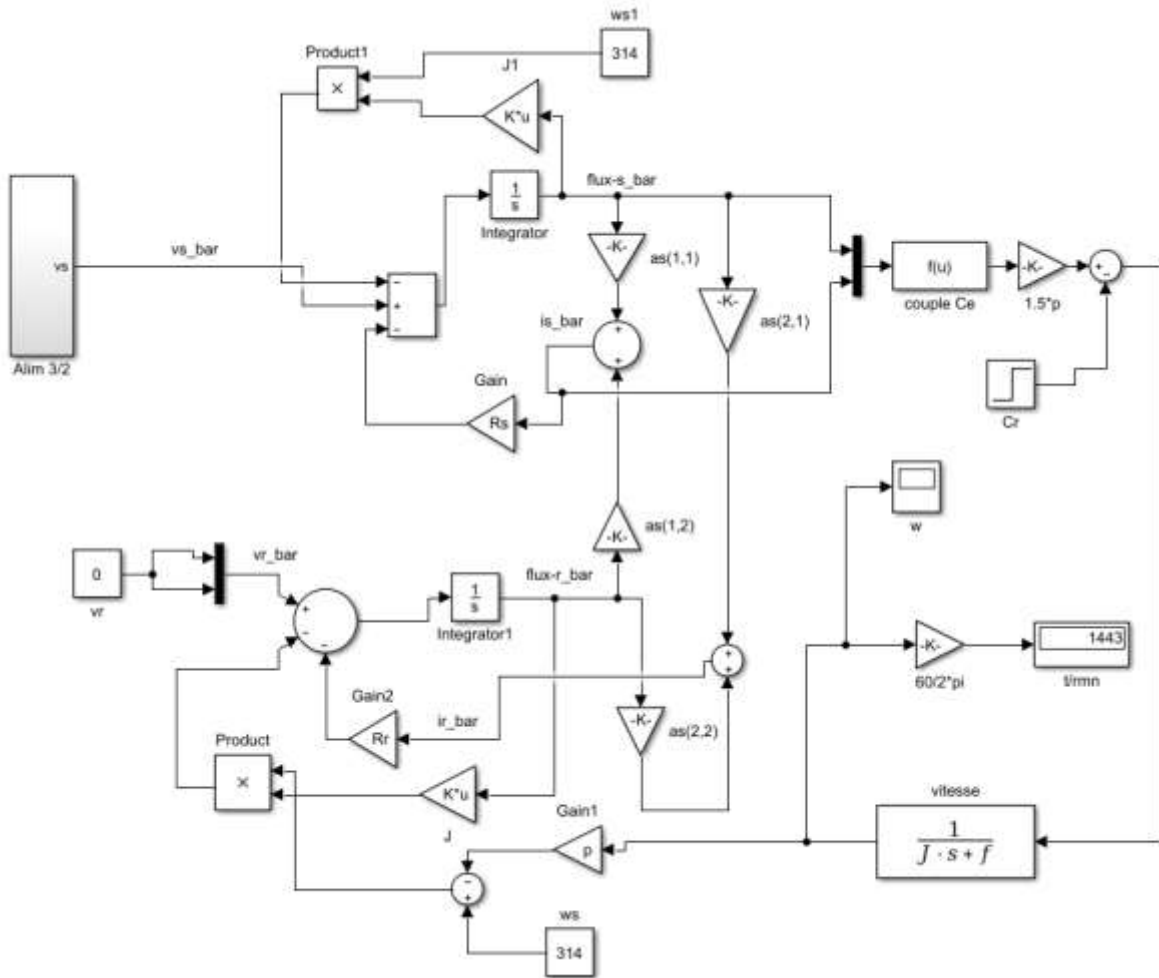 ws1
314
Product1
×
J1
K*u
flux-s_bar
1
s
Integrator
vs
vs_bar
Alim 3/2
−
+
−
-K-
as(1,1)
-K-
as(2,1)
f(u)
couple Ce
-K-
1.5*p
+
−
is_bar
+
+
Gain
Rs
Cr
w
-K-
as(1,2)
0
vr
vr_bar
+
−
−
flux-r_bar
1
s
Integrator1
+
+
1443
t/rmn
-K-
60/2*pi
Gain2
Rr
ir_bar
-K-
as(2,2)
Product
×
K*u
J
Gain1
p
vitesse
1
J · s + f
−
+
ws
314